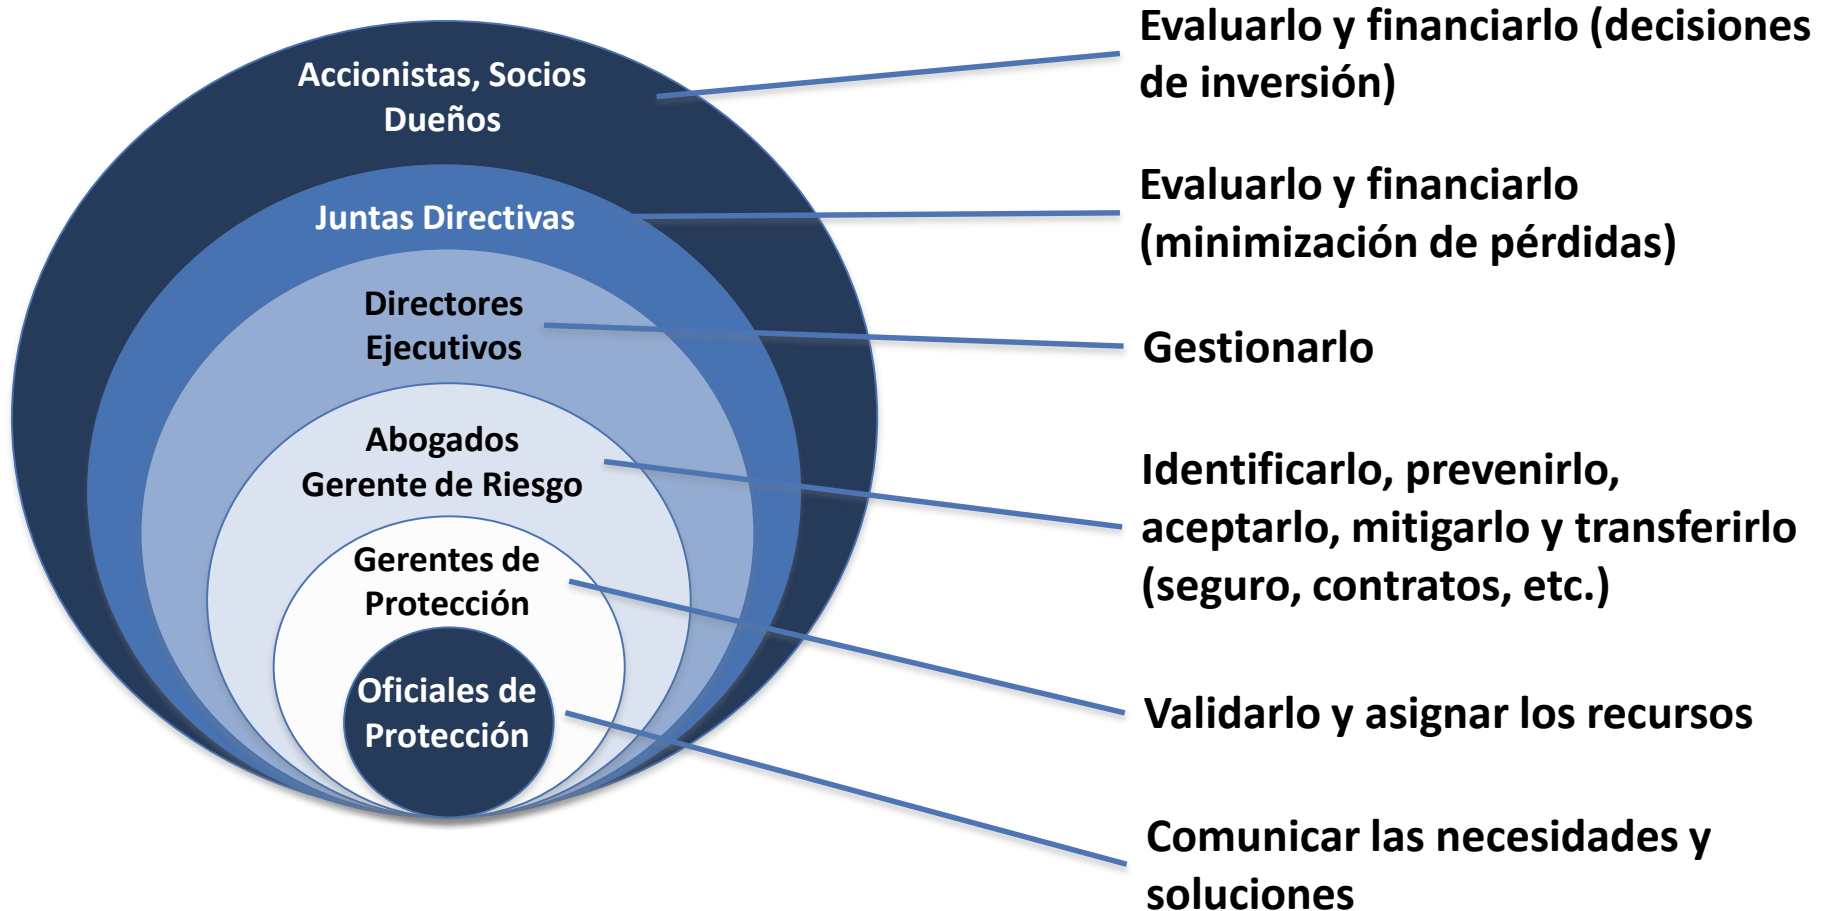 Accionistas, Socios
Dueños
Evaluarlo y financiarlo (decisiones
de inversión)
Juntas Directivas
Evaluarlo y financiarlo
(minimización de pérdidas)
Directores
Ejecutivos
Gestionarlo
Abogados
Gerente de Riesgo
Identificarlo, prevenirlo,
aceptarlo, mitigarlo y transferirlo
(seguro, contratos, etc.)
Gerentes de
Protección
Validarlo y asignar los recursos
Oficiales de
Protección
Comunicar las necesidades y
soluciones